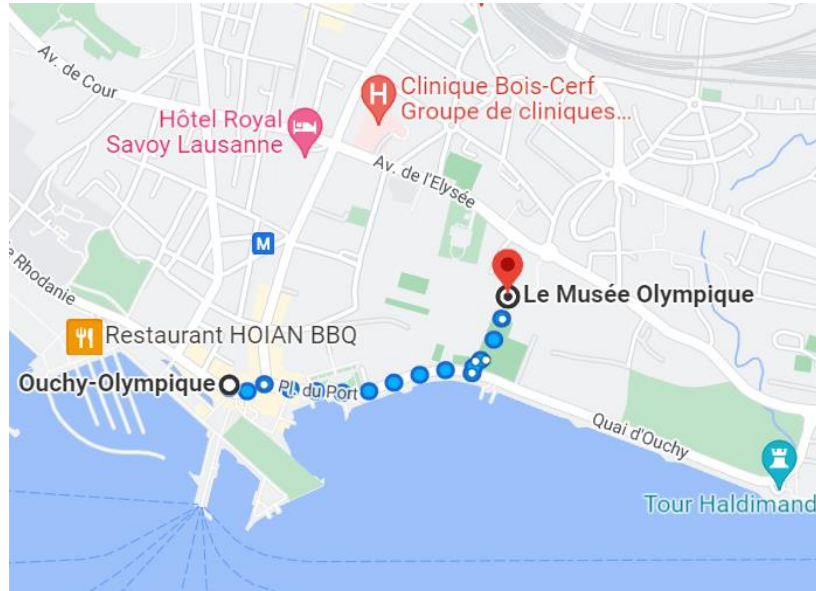 Av. de Cour
Clinique Bois-Cerf
Groupe de cliniques...
H
Hôtel Royal
Savoy Lausanne
Av. de l'Elysée
M
Le Musée Olympique
Rhodanie
Restaurant HOIAN BBQ
Ouchy-Olympique
Pl. du Port
Quai d'Ouchy
Tour Haldimand